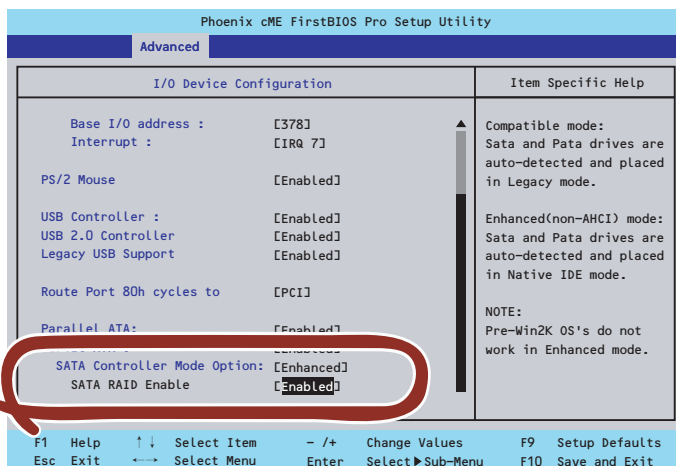 Phoenix cME FirstBIOS Pro Setup Utility
Advanced
I/O Device Configuration
Item Specific Help
Base I/O address : [378]
Interrupt : [IRQ 7]
PS/2 Mouse [Enabled]
USB Controller : [Enabled]
USB 2.0 Controller [Enabled]
Legacy USB Support [Enabled]
Route Port 80h cycles to [PCI]
Parallel ATA: [Enabled]
SATA Controller Mode Option: [Enhanced]
SATA RAID Enable [Enabled]
Compatible mode:
Sata and Pata drives are
auto-detected and placed
in Legacy mode.
Enhanced(non-AHCI) mode:
Sata and Pata drives are
auto-detected and placed
in Native IDE mode.
NOTE:
Pre-Win2K OS's do not
work in Enhanced mode.
F1 Help ↑↓ Select Item - /+ Change Values F9 Setup Defaults
Esc Exit ←→ Select Menu Enter Select▶Sub-Menu F10 Save and Exit